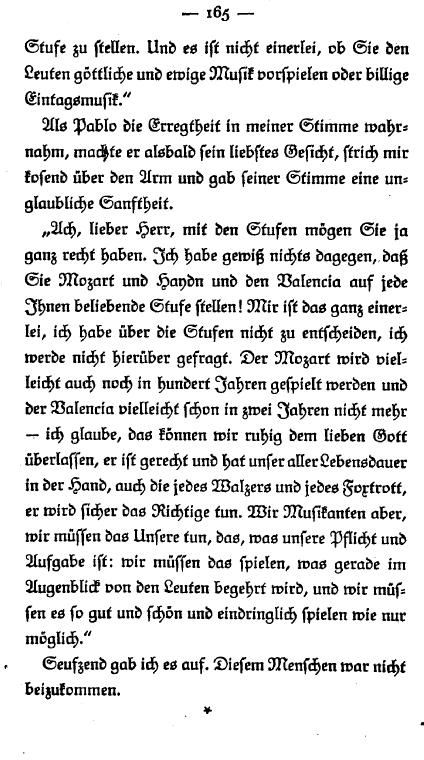 — 165 —
Stufe zu stellen. Und es ist nicht einerlei, ob Sie den
Leuten göttliche und ewige Musik vorspielen oder billige
Eintagsmusik.“
Als Pablo die Erregtheit in meiner Stimme wahr-
nahm, machte er alsbald sein liebstes Gesicht, strich mir
kosend über den Arm und gab seiner Stimme eine un-
glaubliche Sanftheit.
„Ach, lieber Herr, mit den Stufen mögen Sie ja
ganz recht haben. Ich habe gewiß nichts dagegen, daß
Sie Mozart und Haydn und den Valencia auf jede
Ihnen beliebende Stufe stellen! Mir ist das ganz einer-
lei, ich habe über die Stufen nicht zu entscheiden, ich
werde nicht hierüber gefragt. Der Mozart wird viel-
leicht auch noch in hundert Jahren gespielt werden und
der Valencia vielleicht schon in zwei Jahren nicht mehr
— ich glaube, das können wir ruhig dem lieben Gott
überlassen, er ist gerecht und hat unser aller Lebensdauer
in der Hand, auch die jedes Walzers und jedes Foxtrott,
er wird sicher das Richtige tun. Wir Musikanten aber,
wir müssen das Unsere tun, das, was unsere Pflicht und
Aufgabe ist: wir müssen das spielen, was gerade im
Augenblick von den Leuten begehrt wird, und wir müs-
sen es so gut und schön und eindringlich spielen wie nur
möglich.“
Seufzend gab ich es auf. Diesem Menschen war nicht
beizukommen.
*